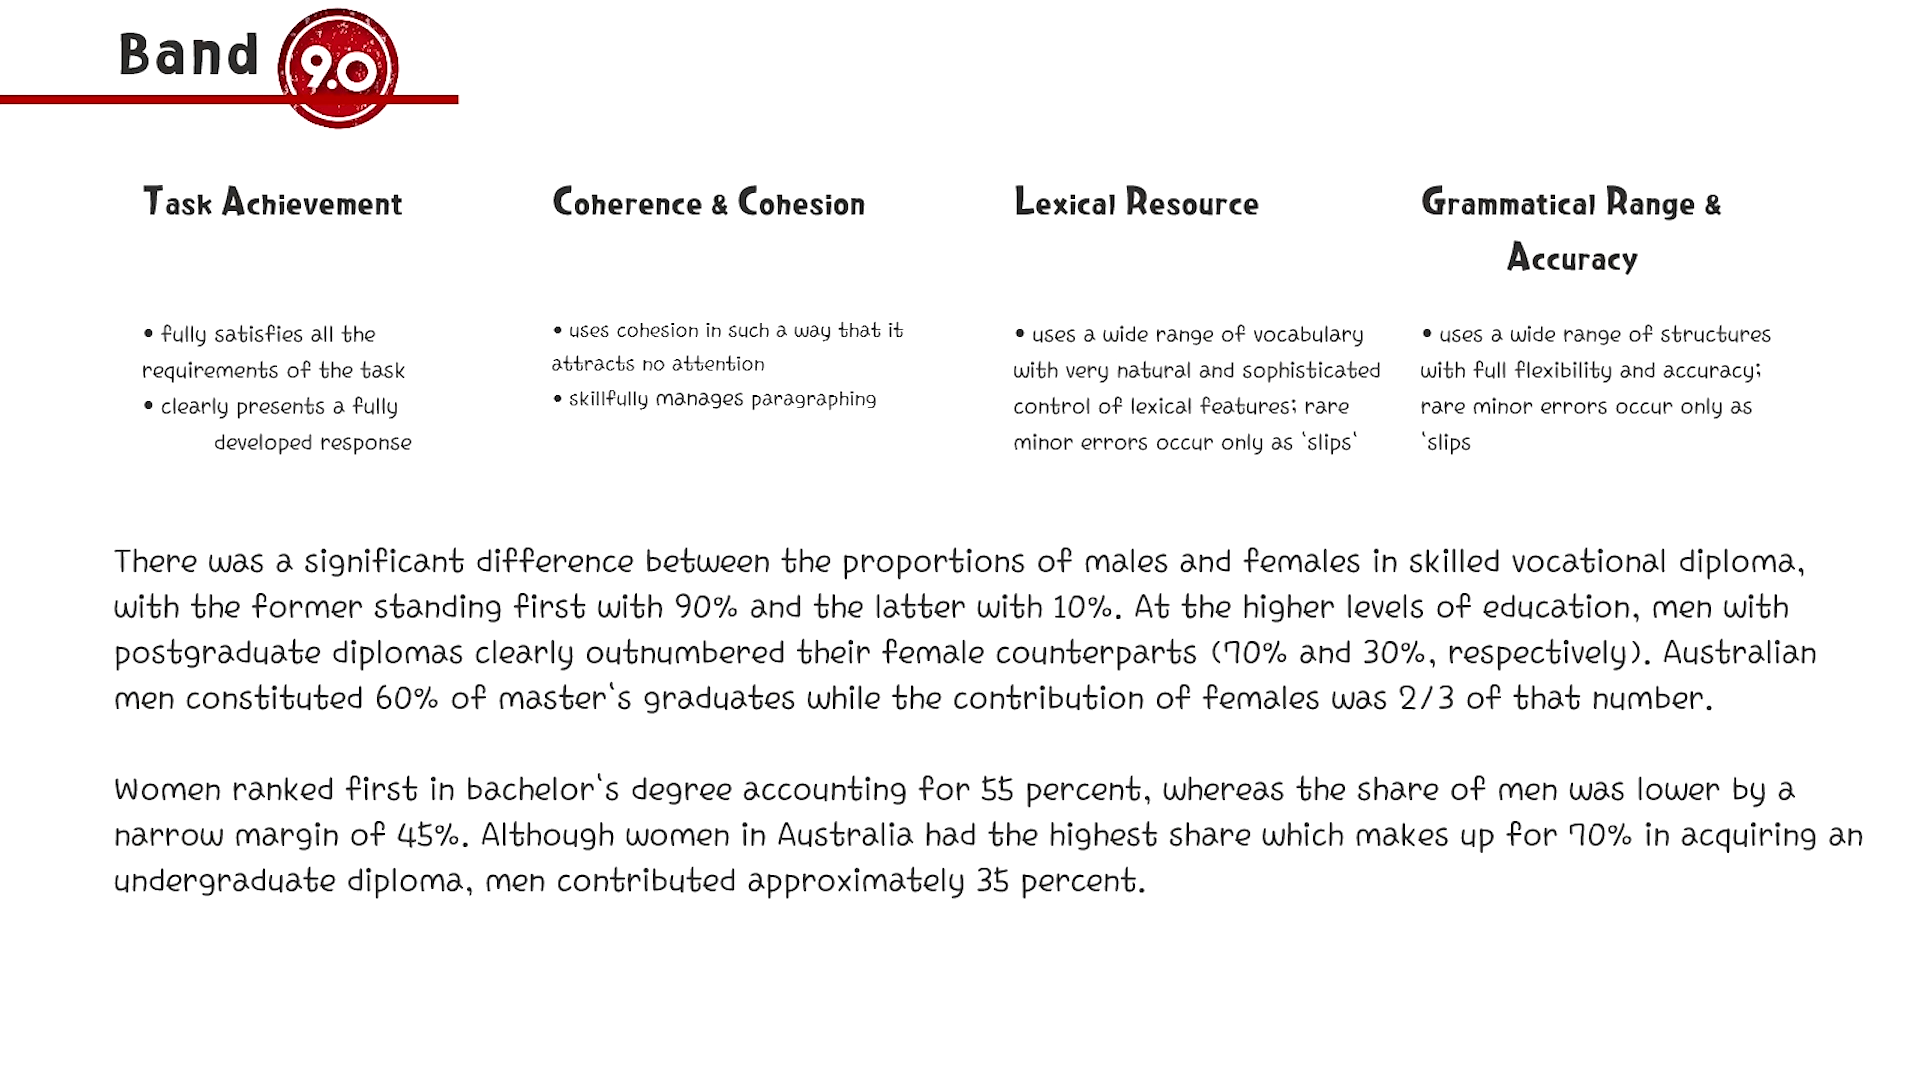 Band 9.0
Task Achievement
• fully satisfies all the
requirements of the task
• clearly presents a fully
developed response
Coherence & Cohesion
• uses cohesion in such a way that it
attracts no attention
• skillfully manages paragraphing
Lexical Resource
• uses a wide range of vocabulary
with very natural and sophisticated
control of lexical features; rare
minor errors occur only as 'slips'
Grammatical Range &
Accuracy
• uses a wide range of structures
with full flexibility and accuracy;
rare minor errors occur only as
'slips
There was a significant difference between the proportions of males and females in skilled vocational diploma,
with the former standing first with 90% and the latter with 10%. At the higher levels of education, men with
postgraduate diplomas clearly outnumbered their female counterparts (70% and 30%, respectively). Australian
men constituted 60% of master's graduates while the contribution of females was 2/3 of that number.
Women ranked first in bachelor's degree accounting for 55 percent, whereas the share of men was lower by a
narrow margin of 45%. Although women in Australia had the highest share which makes up for 70% in acquiring an
undergraduate diploma, men contributed approximately 35 percent.